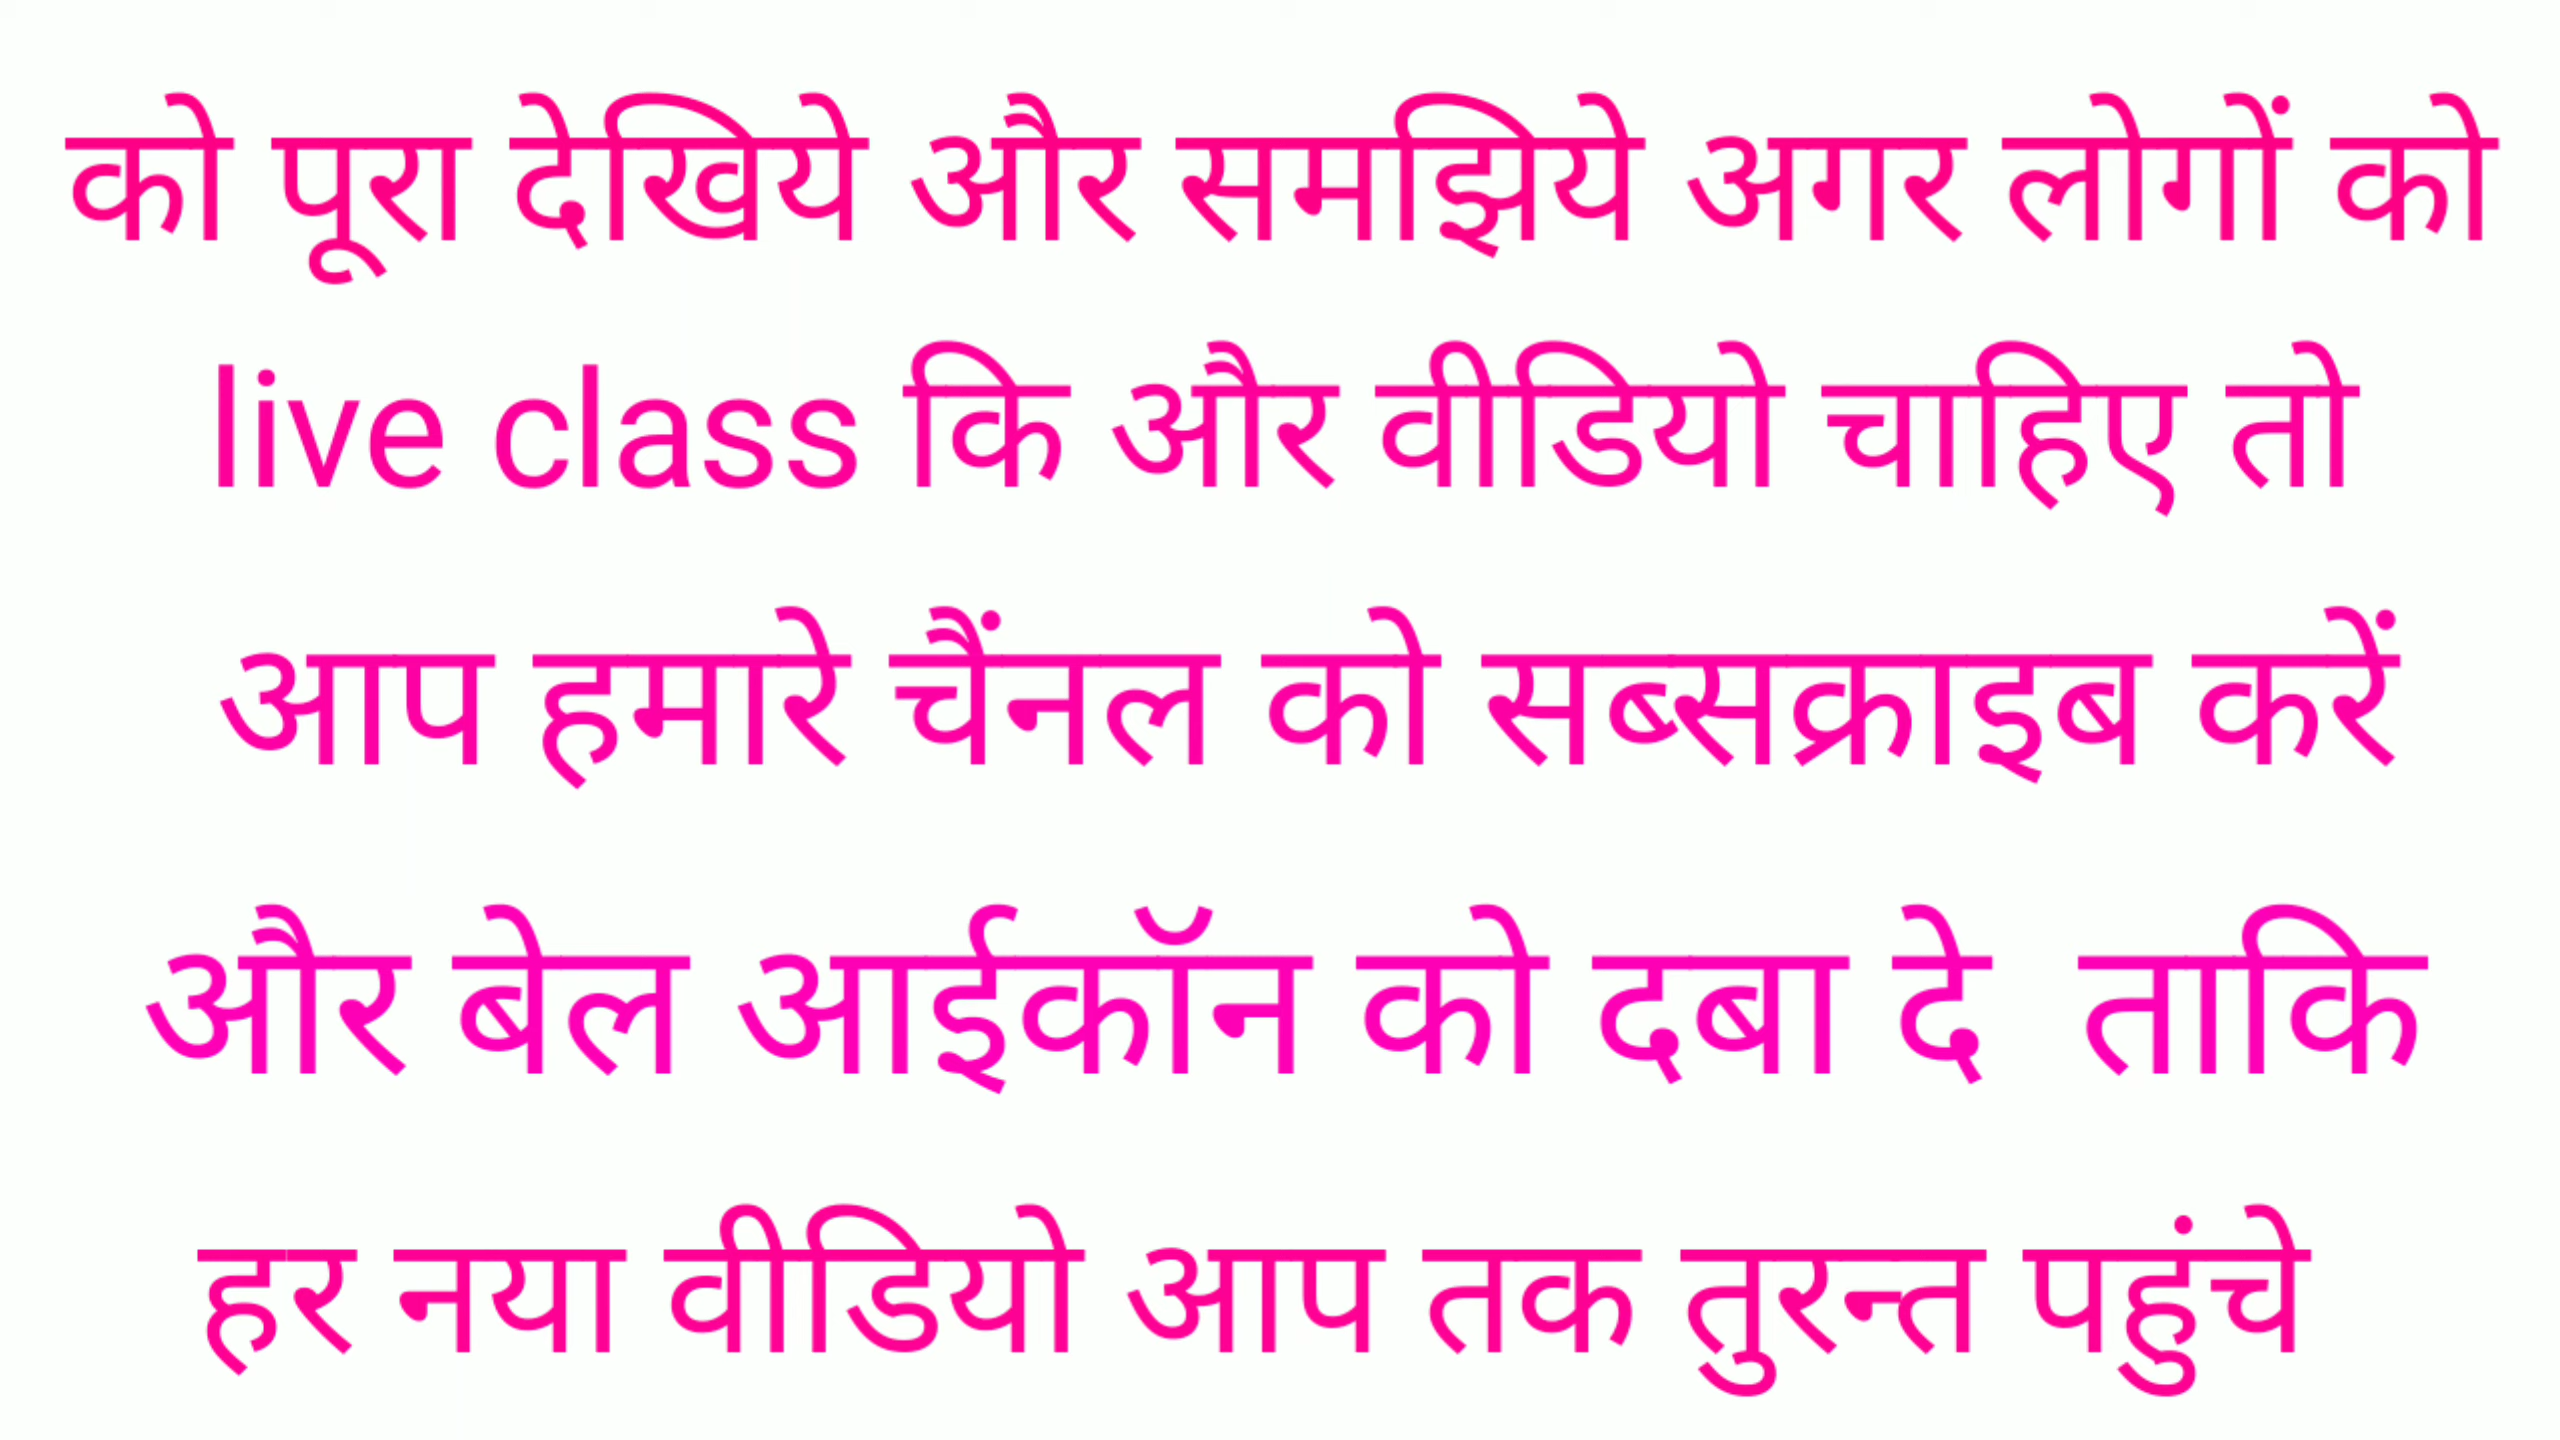 को पूरा देखिये और समझिये अगर लोगों को
live class कि और वीडियो चाहिए तो
आप हमारे चैंनल को सब्सक्राइब करें
और बेल आईकॉन को दबा दे ताकि
हर नया वीडियो आप तक तुरन्त पहुंचे